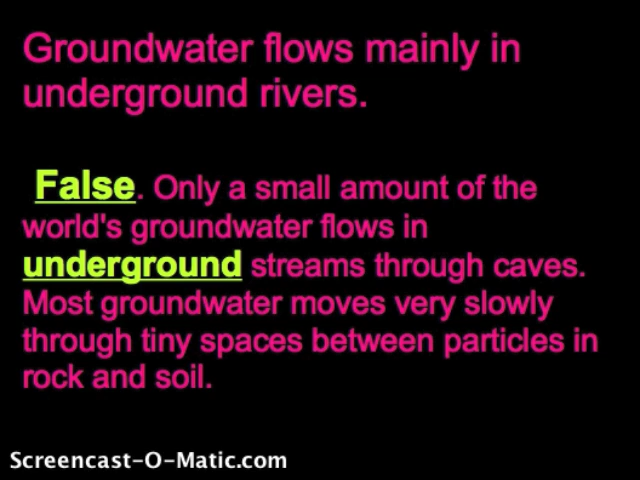 Groundwater flows mainly in
underground rivers.
False. Only a small amount of the
world's groundwater flows in
underground streams through caves.
Most groundwater moves very slowly
through tiny spaces between particles in
rock and soil.
Screencast-O-Matic.com